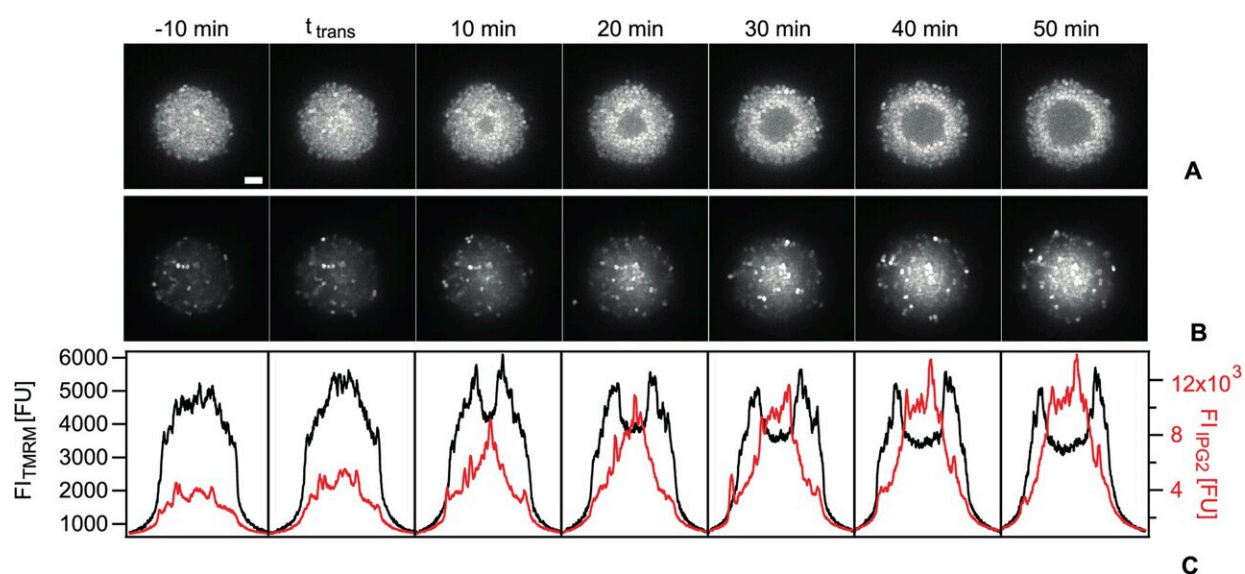 -10 min t trans 10 min 20 min 30 min 40 min 50 min
A
B
6000
5000
4000
3000
2000
1000
FI TMRM [FU]
12x10³
8
4
FI IPG2 [FU]
C